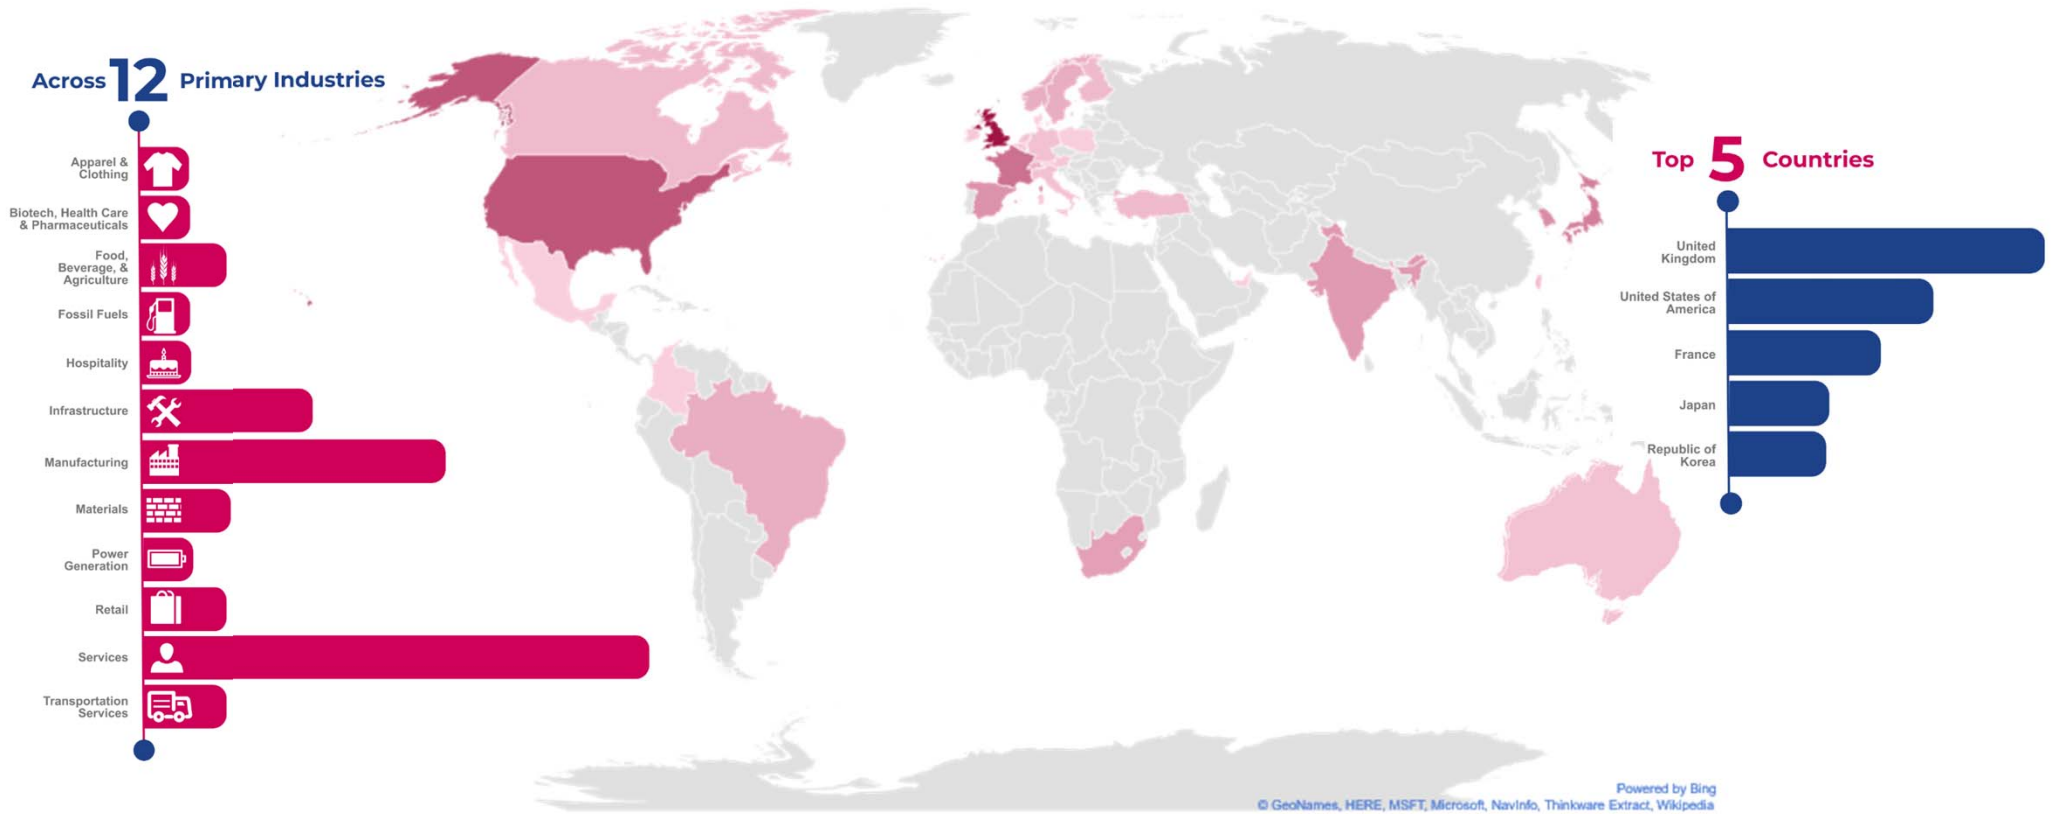 Across 12 Primary Industries
Apparel &
Clothing
Biotech, Health Care
& Pharmaceuticals
Food,
Beverage, &
Agriculture
Fossil Fuels
Hospitality
Infrastructure
Manufacturing
Materials
Power
Generation
Retail
Services
Transportation
Services
Top 5 Countries
United
Kingdom
United States of
America
France
Japan
Republic of
Korea
Powered by Bing
© GeoNames, HERE, MSFT, Microsoft, NavInfo, Thinkware Extract, Wikipedia